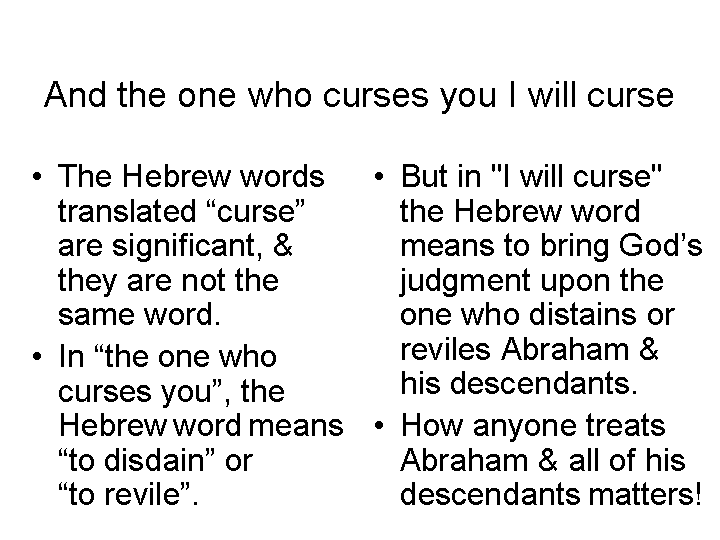 And the one who curses you I will curse
• The Hebrew words
translated “curse”
are significant, &
they are not the
same word.
• In “the one who
curses you”, the
Hebrew word means
“to disdain” or
“to revile”.
• But in "I will curse"
the Hebrew word
means to bring God’s
judgment upon the
one who distains or
reviles Abraham &
his descendants.
• How anyone treats
Abraham & all of his
descendants matters!